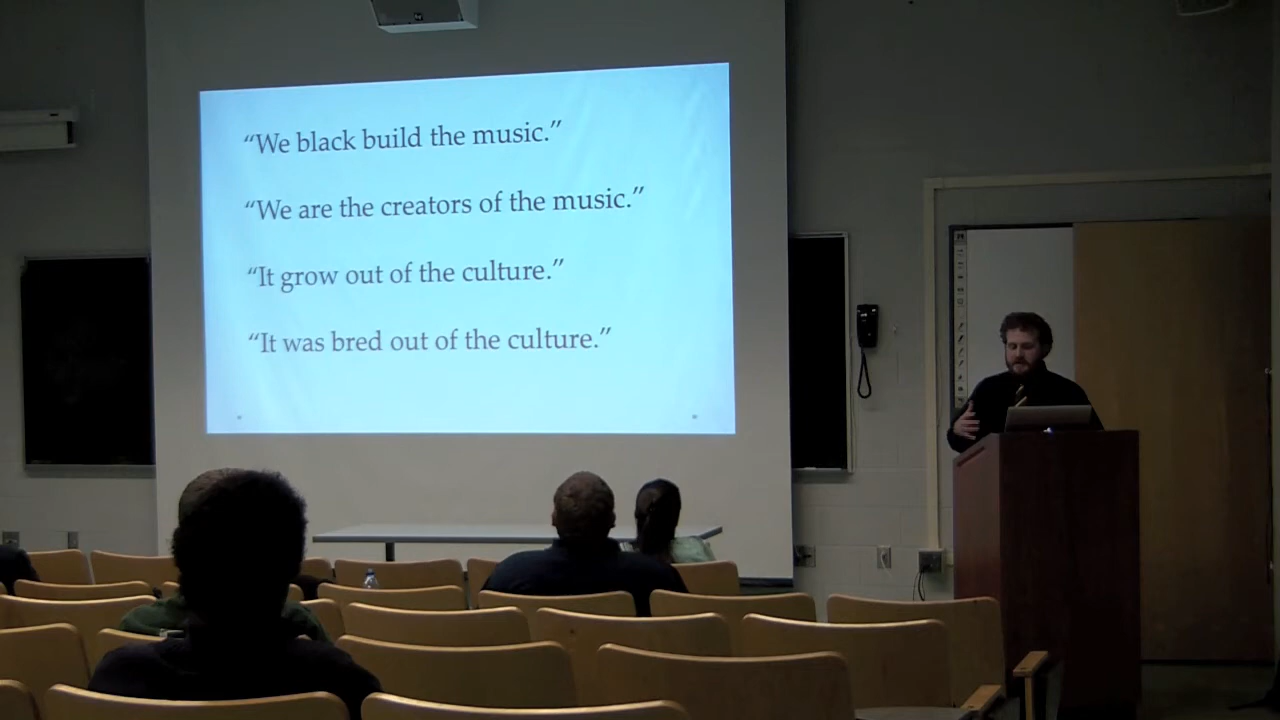 “We black build the music.”
“We are the creators of the music.”
“It grow out of the culture.”
“It was bred out of the culture.”